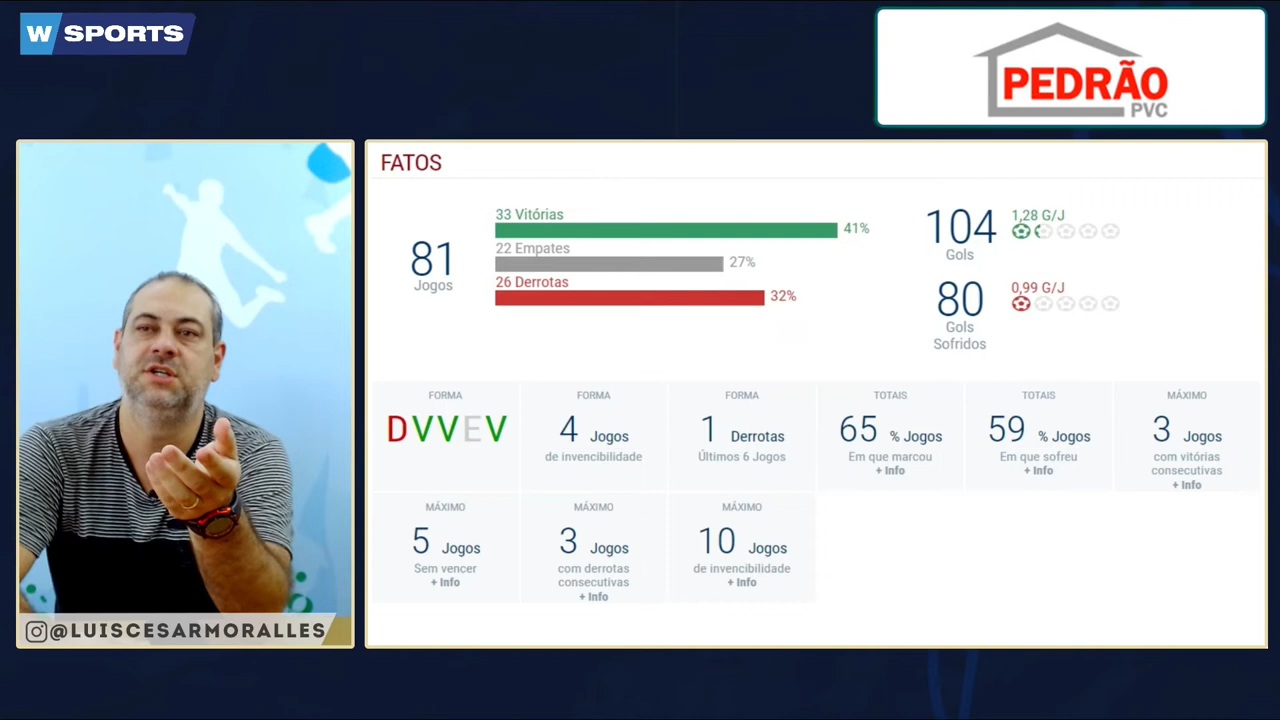 W SPORTS
PEDRÃO
PVC
FATOS
81
Jogos
33 Vitórias
41%
22 Empates
27%
26 Derrotas
32%
104
Gols
1,28 G/J
80
Gols
Sofridos
0,99 G/J
FORMA
DVVEV
FORMA
4 Jogos
de invencibilidade
FORMA
1 Derrotas
Últimos 6 Jogos
TOTAIS
65 % Jogos
Em que marcou
+ Info
TOTAIS
59 % Jogos
Em que sofreu
+ Info
MÁXIMO
3 Jogos
com vitórias
consecutivas
+ Info
MÁXIMO
5 Jogos
Sem vencer
+ Info
MÁXIMO
3 Jogos
com derrotas
consecutivas
+ Info
MÁXIMO
10 Jogos
de invencibilidade
+ Info
@LUISCESARMORALLES